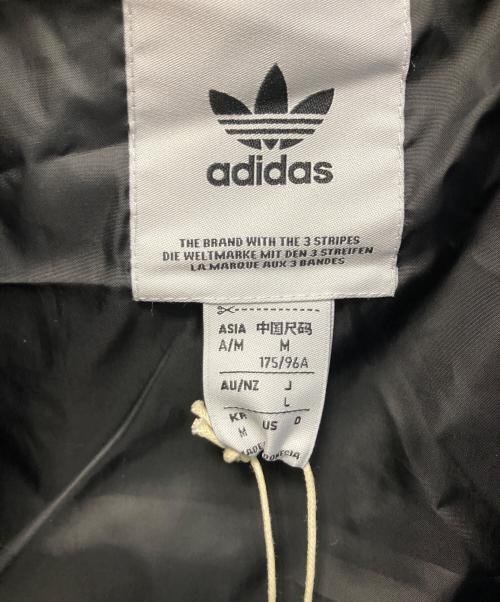 adidas
THE BRAND WITH THE 3 STRIPES
DIE WELTMARKE MIT DEN 3 STREIFEN
LA MARQUE AUX 3 BANDES
ASIA 中国尺码
A/M M
175/96A
AU/NZ J
L
KR US D
M